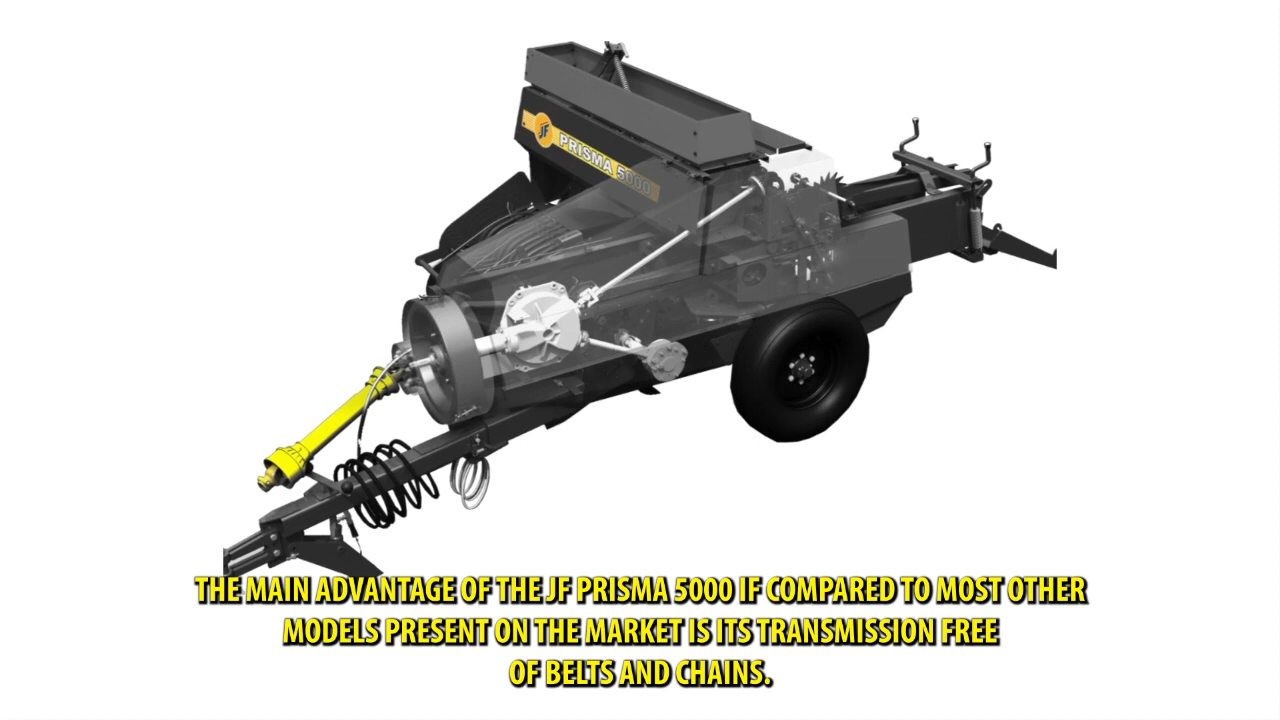 JF PRISMA 5000
THE MAIN ADVANTAGE OF THE JF PRISMA 5000 IF COMPARED TO MOST OTHER
MODELS PRESENT ON THE MARKET IS ITS TRANSMISSION FREE
OF BELTS AND CHAINS.